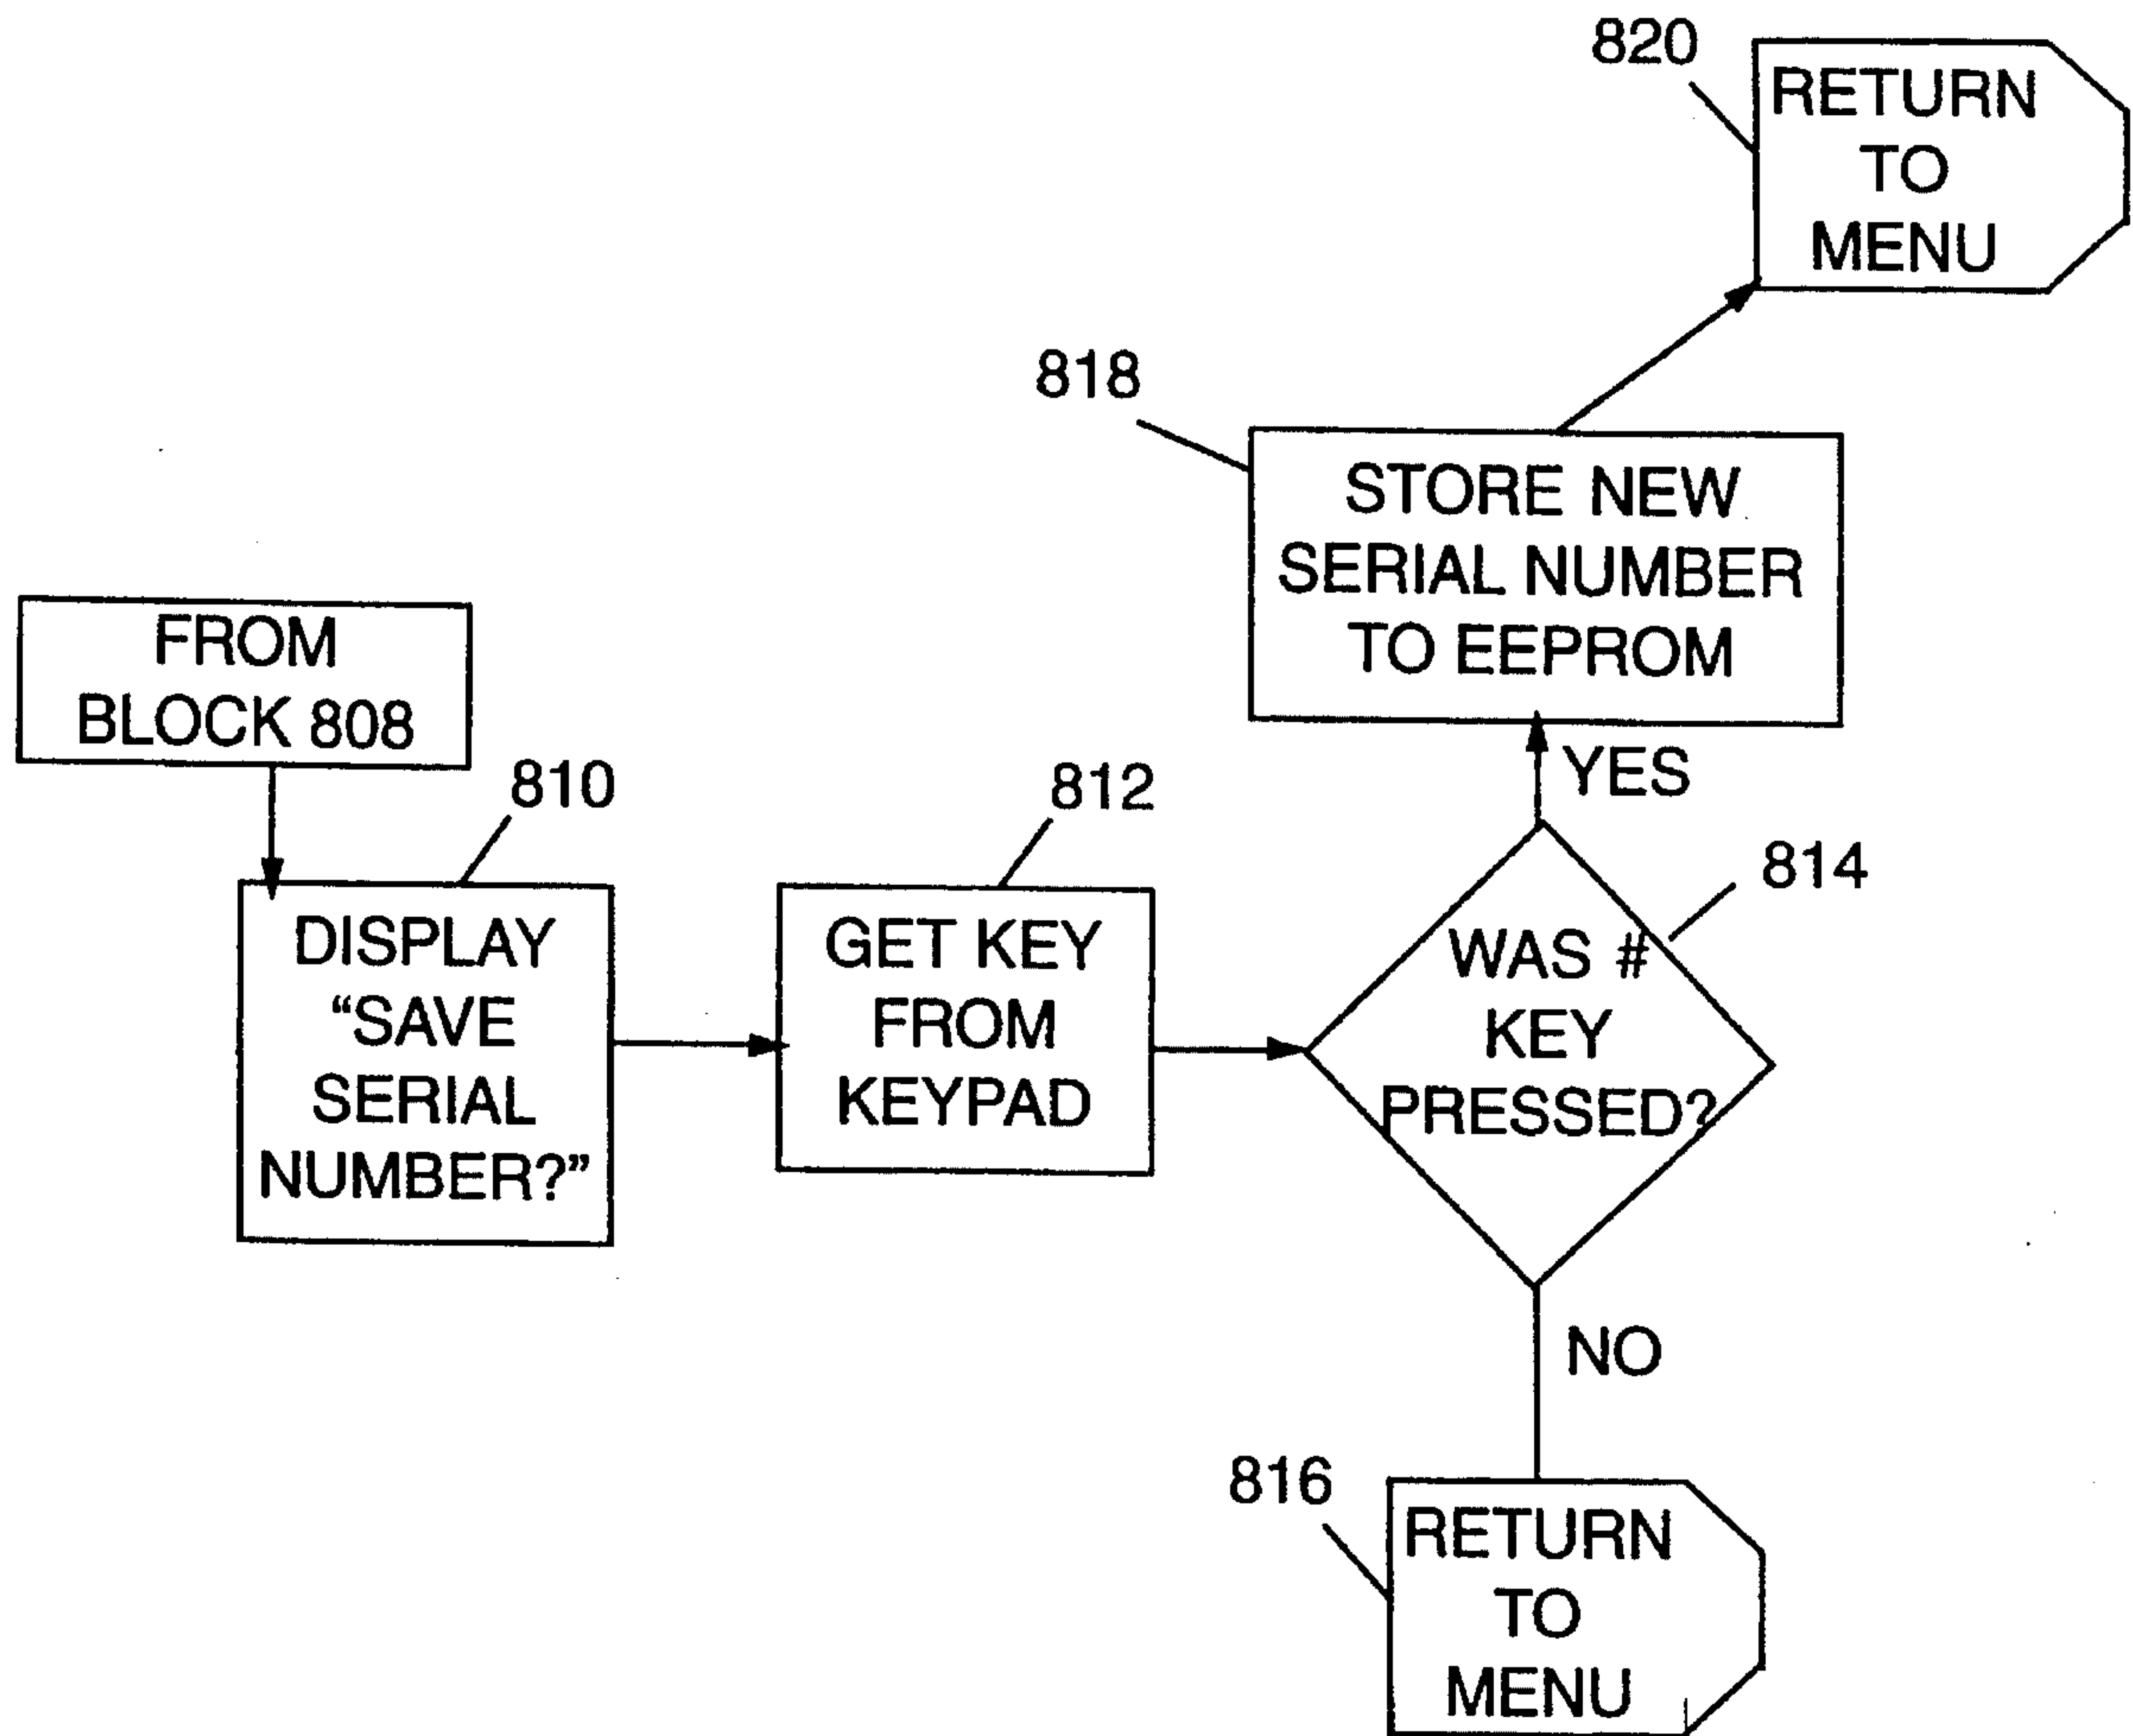 820
RETURN
TO
MENU
818
STORE NEW
SERIAL NUMBER
TO EEPROM
FROM
BLOCK 808
YES
810
812
814
DISPLAY
“SAVE
SERIAL
NUMBER?”
GET KEY
FROM
KEYPAD
WAS #
KEY
PRESSED?
NO
816
RETURN
TO
MENU